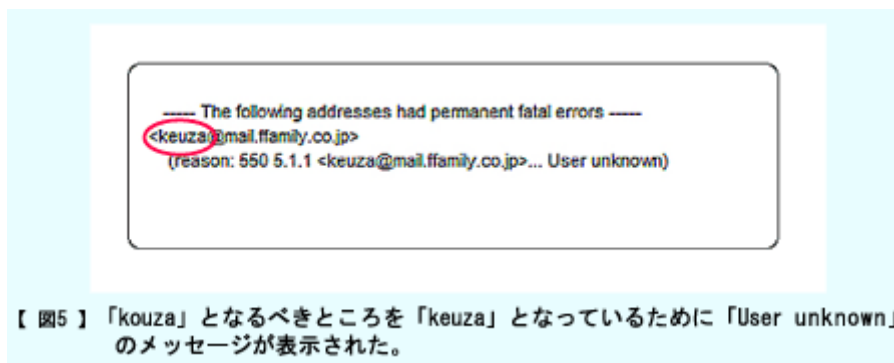 ----- The following addresses had permanent fatal errors -----
<keuza@mail.ffamily.co.jp>
(reason: 550 5.1.1 <keuza@mail.ffamily.co.jp>... User unknown)
【 図5 】 「kouza」となるべきところを「keuza」となっているために「User unknown」
のメッセージが表示された。